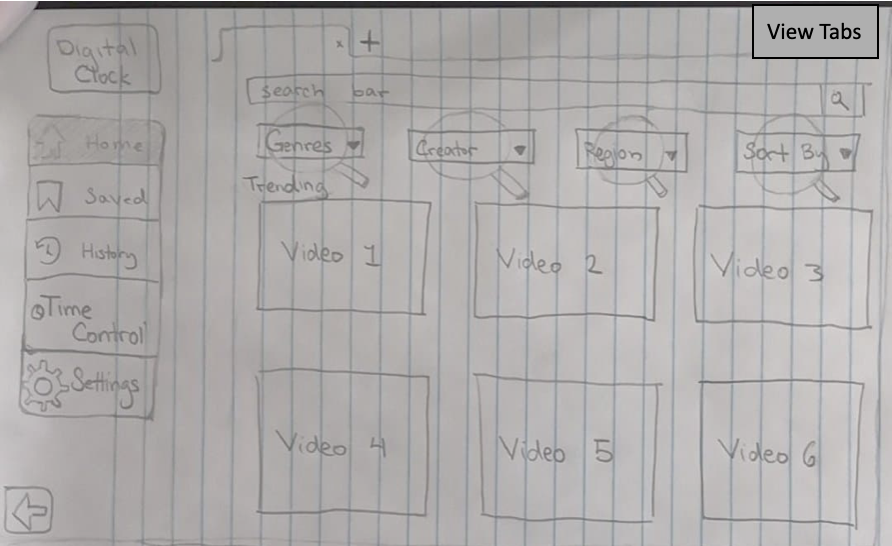 View Tabs
Digital
Clock
x +
search bar
Home
Genres
Creator
Region
Sort By
Trending
Saved
Video 1
Video 2
Video 3
History
Time
Control
Settings
Video 4
Video 5
Video 6